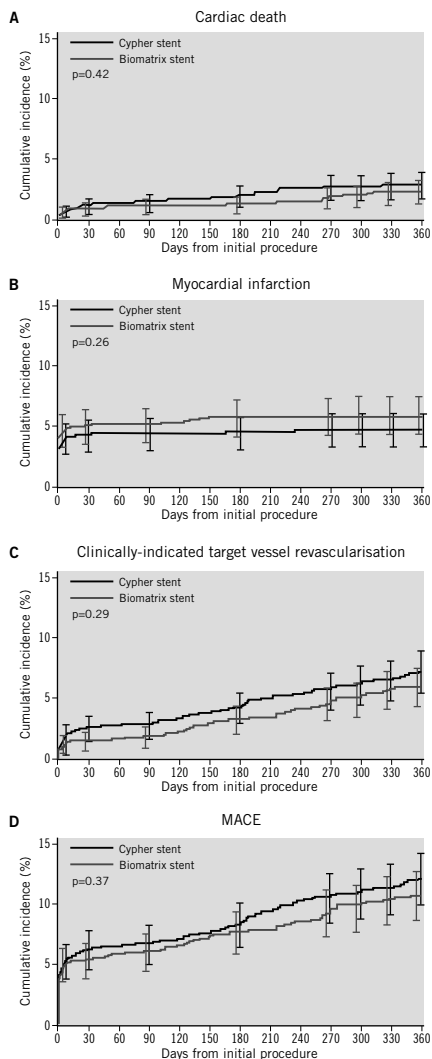 A
Cardiac death
Cumulative incidence (%)
15
10
5
0
Cypher stent
Biomatrix stent
p=0.42
0 30 60 90 120 150 180 210 240 270 300 330 360
Days from initial procedure
B
Myocardial infarction
Cumulative incidence (%)
15
10
5
0
Cypher stent
Biomatrix stent
p=0.26
0 30 60 90 120 150 180 210 240 270 300 330 360
Days from initial procedure
C
Clinically-indicated target vessel revascularisation
Cumulative incidence (%)
15
10
5
0
Cypher stent
Biomatrix stent
p=0.29
0 30 60 90 120 150 180 210 240 270 300 330 360
Days from initial procedure
D
MACE
Cumulative incidence (%)
15
10
5
0
Cypher stent
Biomatrix stent
p=0.37
0 30 60 90 120 150 180 210 240 270 300 330 360
Days from initial procedure